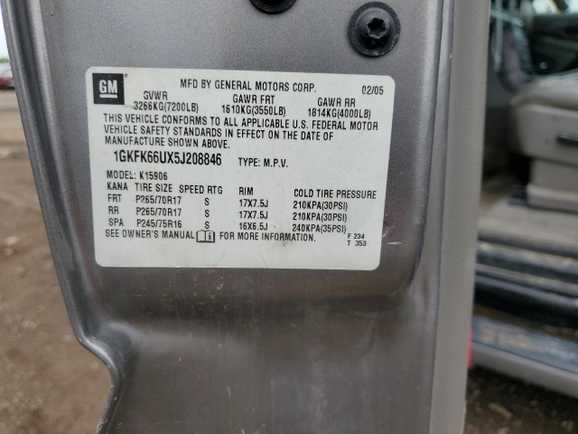 GM MFD BY GENERAL MOTORS CORP. 02/05
GVWR GAWR FRT GAWR RR
3266KG(7200LB) 1610KG(3550LB) 1814KG(4000LB)
THIS VEHICLE CONFORMS TO ALL APPLICABLE U.S. FEDERAL MOTOR
VEHICLE SAFETY STANDARDS IN EFFECT ON THE DATE OF
MANUFACTURE SHOWN ABOVE.
1GKFK66UX5J208846 TYPE: M.P.V.
MODEL: K15906
KANA TIRE SIZE SPEED RTG RIM COLD TIRE PRESSURE
FRT P265/70R17 S 17X7.5J 210KPA(30PSI)
RR P265/70R17 S 17X7.5J 210KPA(30PSI)
SPA P245/75R16 S 16X6.5J 240KPA(35PSI)
SEE OWNER'S MANUAL FOR MORE INFORMATION. F 234
T 353